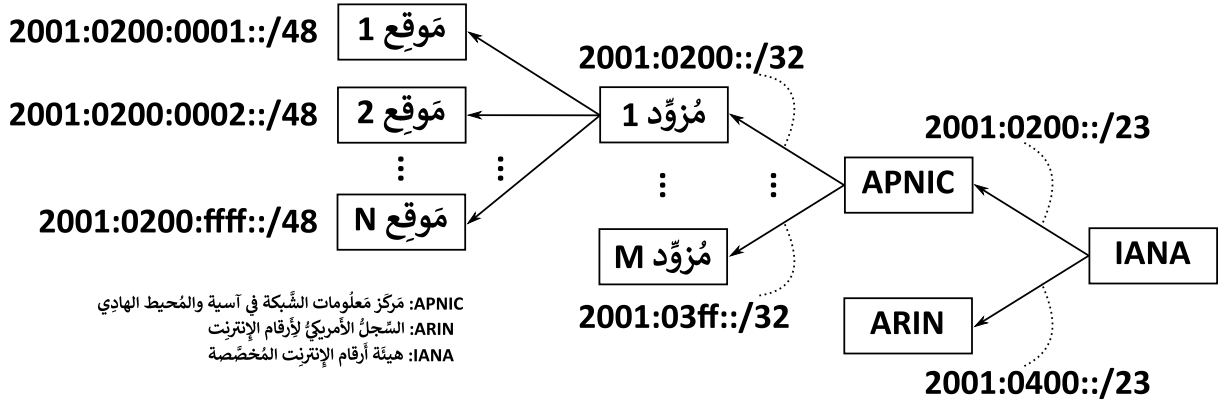 2001:0200:0001::/48
مَوقِع 1
2001:0200::/32
2001:0200:0002::/48
مَوقِع 2
مُزوِّد 1
2001:0200::/23
APNIC
2001:0200:ffff::/48
مَوقِع N
مُزوِّد M
IANA
2001:03ff::/32
ARIN
2001:0400::/23
APNIC: مَركَز مَعلُومات الشَّبكة في آسية والمُحيط الهادِي
ARIN: السِّجلُّ الأَمريكيُّ لِأَرقام الإِنترنِت
IANA: هيئَة أَرقام الإِنترنِت المُخصَّصة